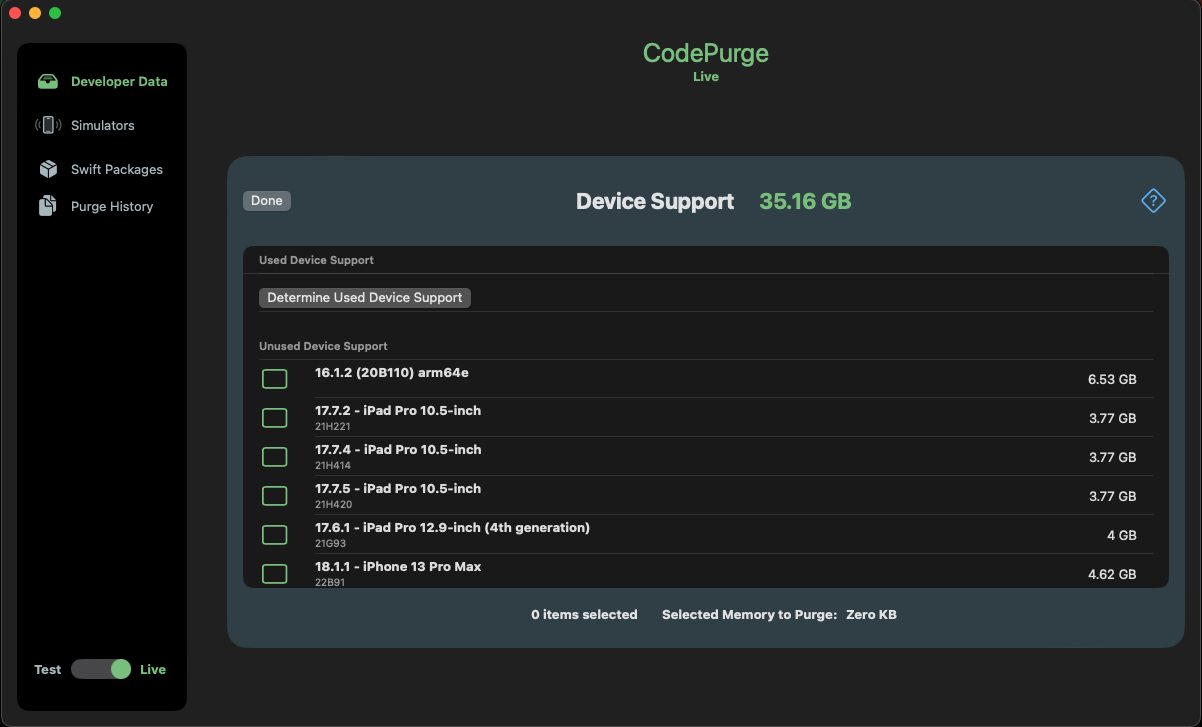 CodePurge
Live
Developer Data
Simulators
Swift Packages
Purge History
Test Live
Done
Device Support 35.16 GB
?
Used Device Support
Determine Used Device Support
Unused Device Support
16.1.2 (20B110) arm64e 6.53 GB
17.7.2 - iPad Pro 10.5-inch 3.77 GB
21H221
17.7.4 - iPad Pro 10.5-inch 3.77 GB
21H414
17.7.5 - iPad Pro 10.5-inch 3.77 GB
21H420
17.6.1 - iPad Pro 12.9-inch (4th generation) 4 GB
21G93
18.1.1 - iPhone 13 Pro Max 4.62 GB
22B91
0 items selected Selected Memory to Purge: Zero KB